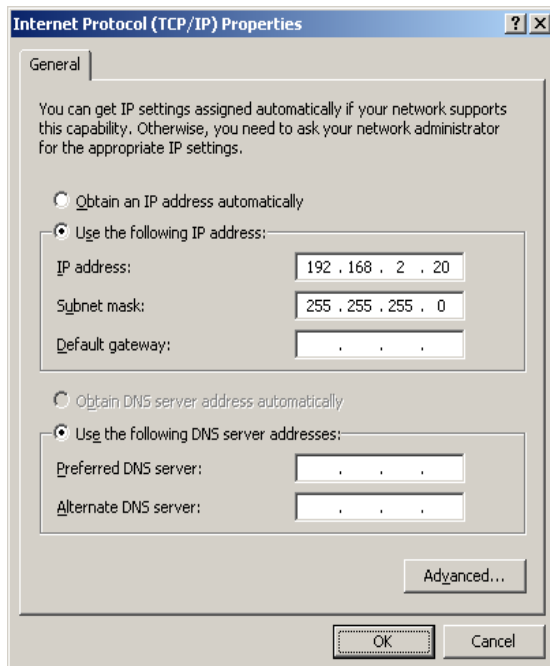 Internet Protocol (TCP/IP) Properties
General
You can get IP settings assigned automatically if your network supports
this capability. Otherwise, you need to ask your network administrator
for the appropriate IP settings.
Obtain an IP address automatically
Use the following IP address:
IP address: 192 . 168 . 2 . 20
Subnet mask: 255 . 255 . 255 . 0
Default gateway: . . .
Obtain DNS server address automatically
Use the following DNS server addresses:
Preferred DNS server: . . .
Alternate DNS server: . . .
Advanced...
OK Cancel